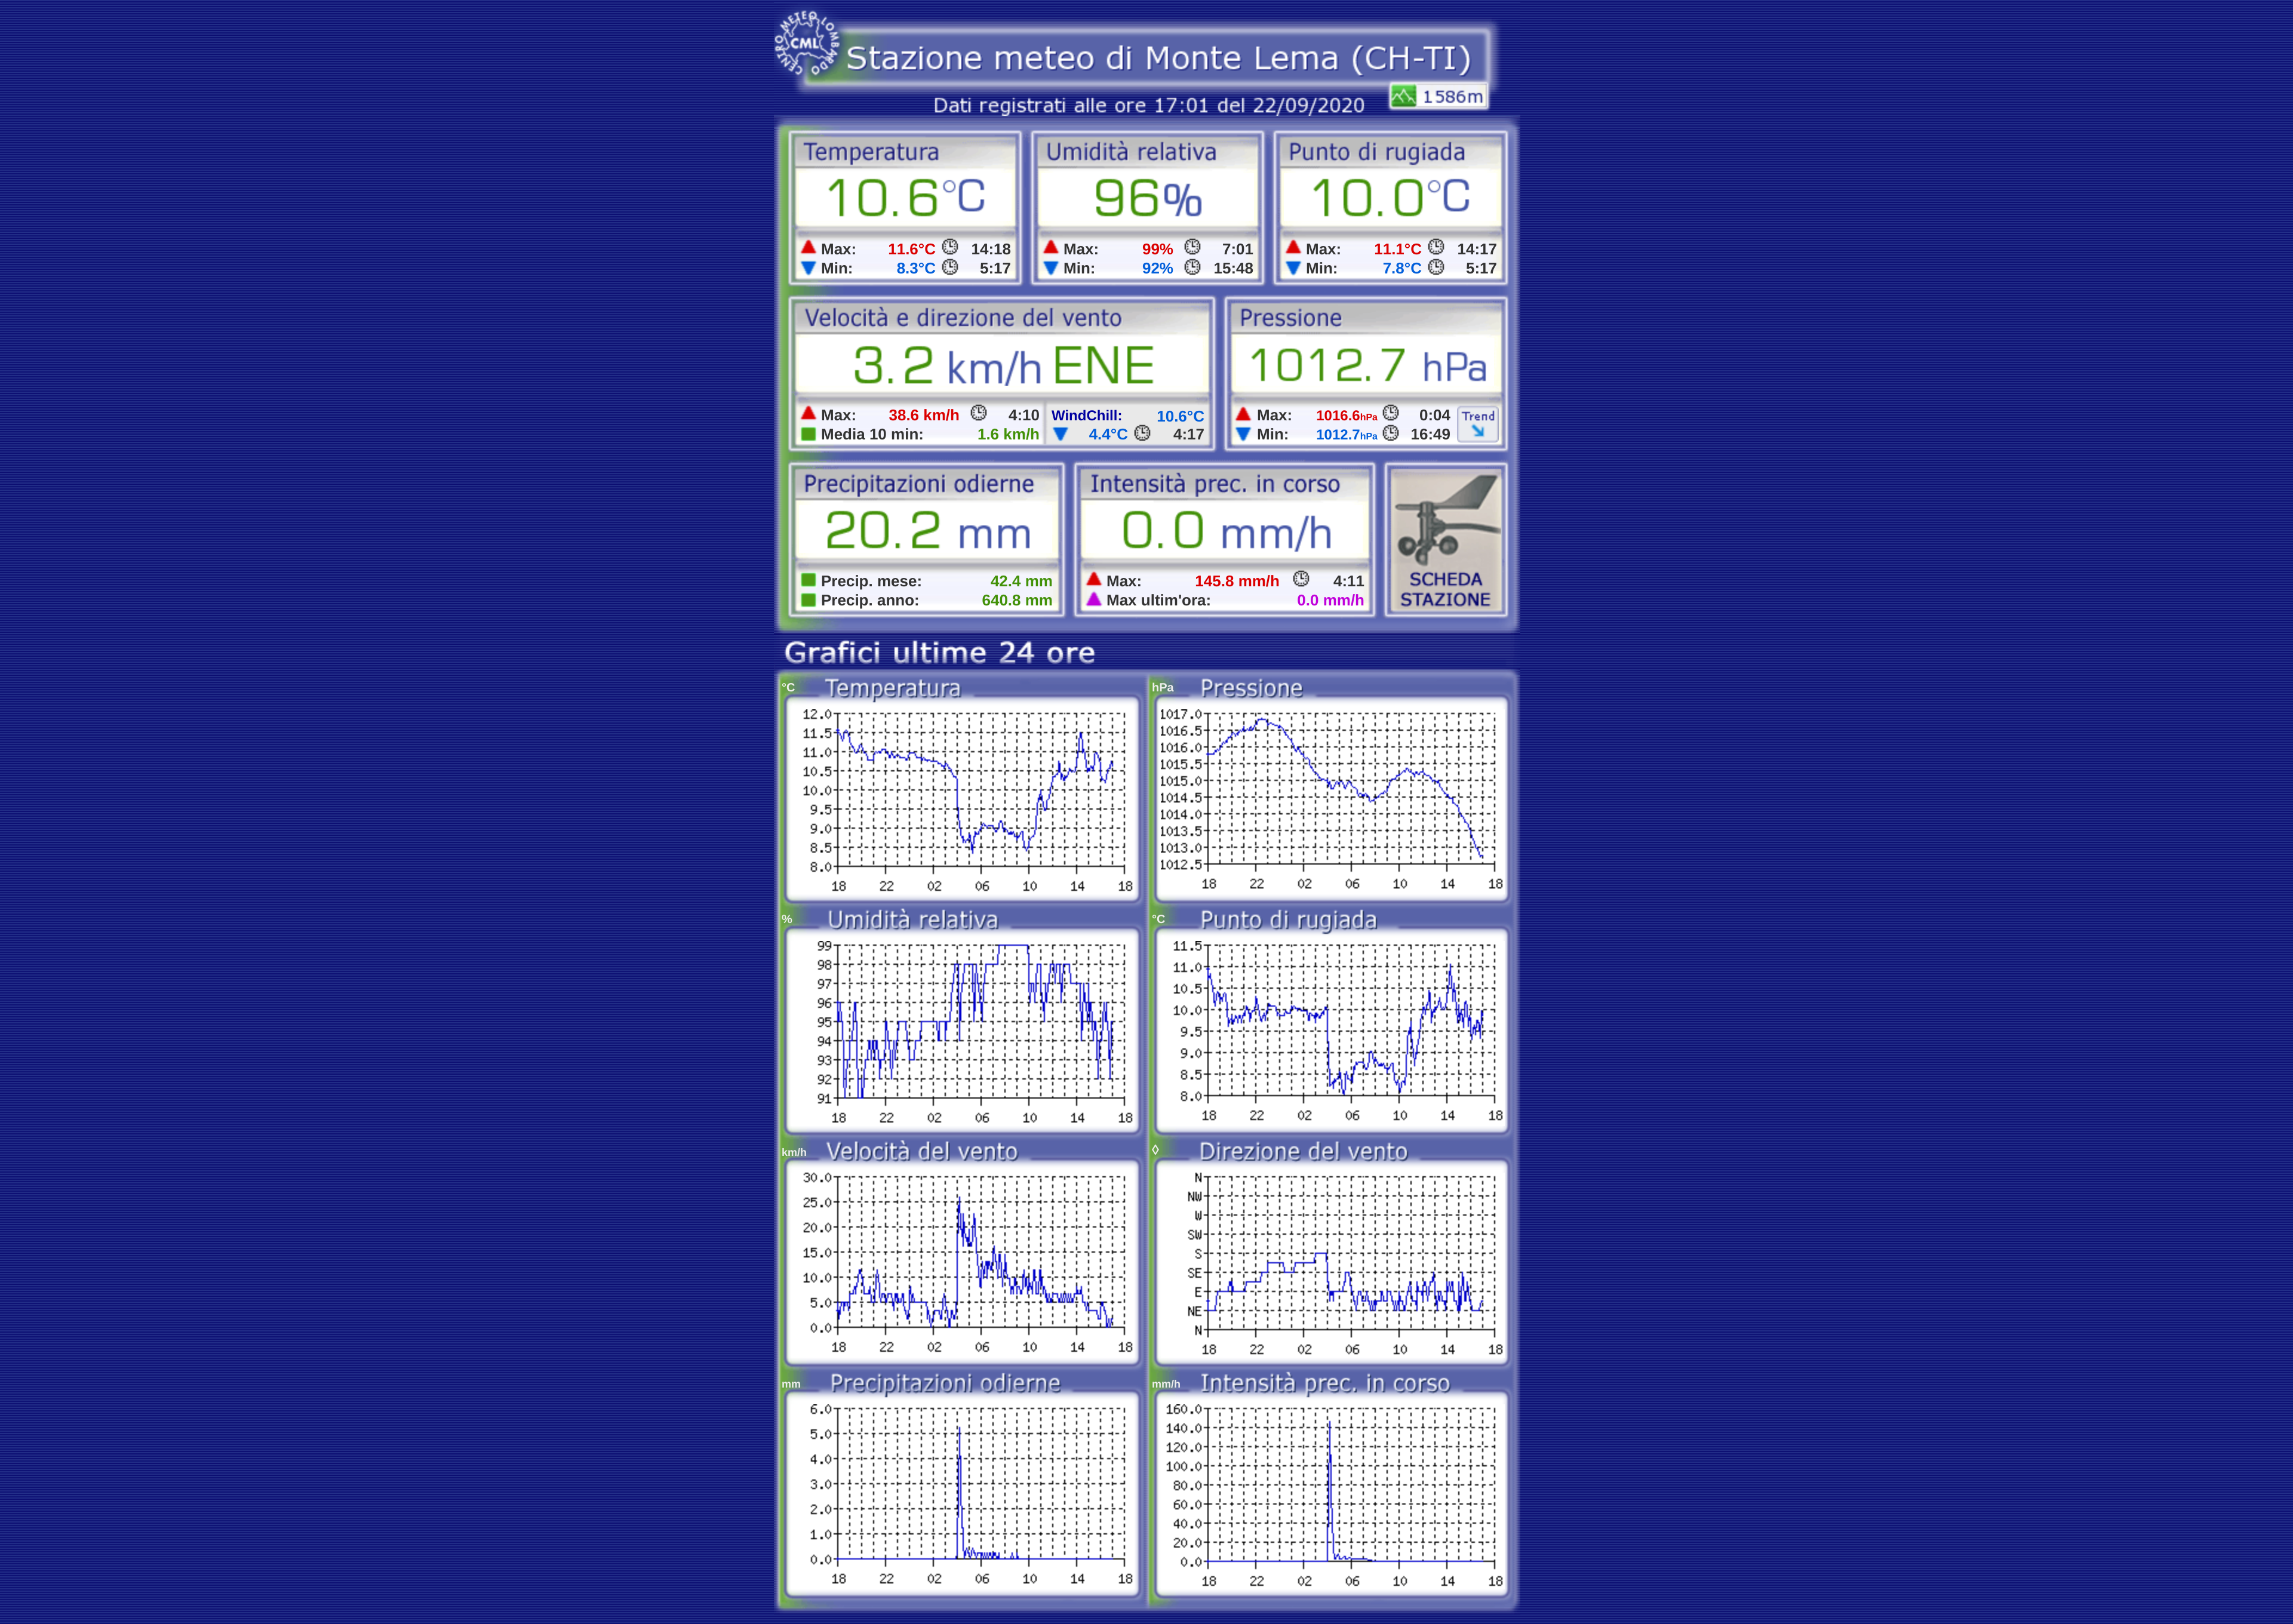 CENTRO METEO LOMBARDO
CML
Stazione meteo di Monte Lema (CH-TI)
1586m
Dati registrati alle ore 17:01 del 22/09/2020
Temperatura
10.6°C
Max: 11.6°C 14:18
Min: 8.3°C 5:17
Umidità relativa
96%
Max: 99% 7:01
Min: 92% 15:48
Punto di rugiada
10.0°C
Max: 11.1°C 14:17
Min: 7.8°C 5:17
Velocità e direzione del vento
3.2 km/h ENE
Max: 38.6 km/h 4:10
Media 10 min: 1.6 km/h
WindChill: 10.6°C
4.4°C 4:17
Pressione
1012.7 hPa
Max: 1016.6hPa 0:04
Min: 1012.7hPa 16:49
Trend
Precipitazioni odierne
20.2 mm
Precip. mese: 42.4 mm
Precip. anno: 640.8 mm
Intensità prec. in corso
0.0 mm/h
Max: 145.8 mm/h 4:11
Max ultim'ora: 0.0 mm/h
SCHEDA
STAZIONE
Grafici ultime 24 ore
°C Temperatura
12.0
11.5
11.0
10.5
10.0
9.5
9.0
8.5
8.0
18 22 02 06 10 14 18
hPa Pressione
1017.0
1016.5
1016.0
1015.5
1015.0
1014.5
1014.0
1013.5
1013.0
1012.5
18 22 02 06 10 14 18
% Umidità relativa
99
98
97
96
95
94
93
92
91
18 22 02 06 10 14 18
°C Punto di rugiada
11.5
11.0
10.5
10.0
9.5
9.0
8.5
8.0
18 22 02 06 10 14 18
km/h Velocità del vento
30.0
25.0
20.0
15.0
10.0
5.0
0.0
18 22 02 06 10 14 18
◊ Direzione del vento
N
NW
W
SW
S
SE
E
NE
N
18 22 02 06 10 14 18
mm Precipitazioni odierne
6.0
5.0
4.0
3.0
2.0
1.0
0.0
18 22 02 06 10 14 18
mm/h Intensità prec. in corso
160.0
140.0
120.0
100.0
80.0
60.0
40.0
20.0
0.0
18 22 02 06 10 14 18